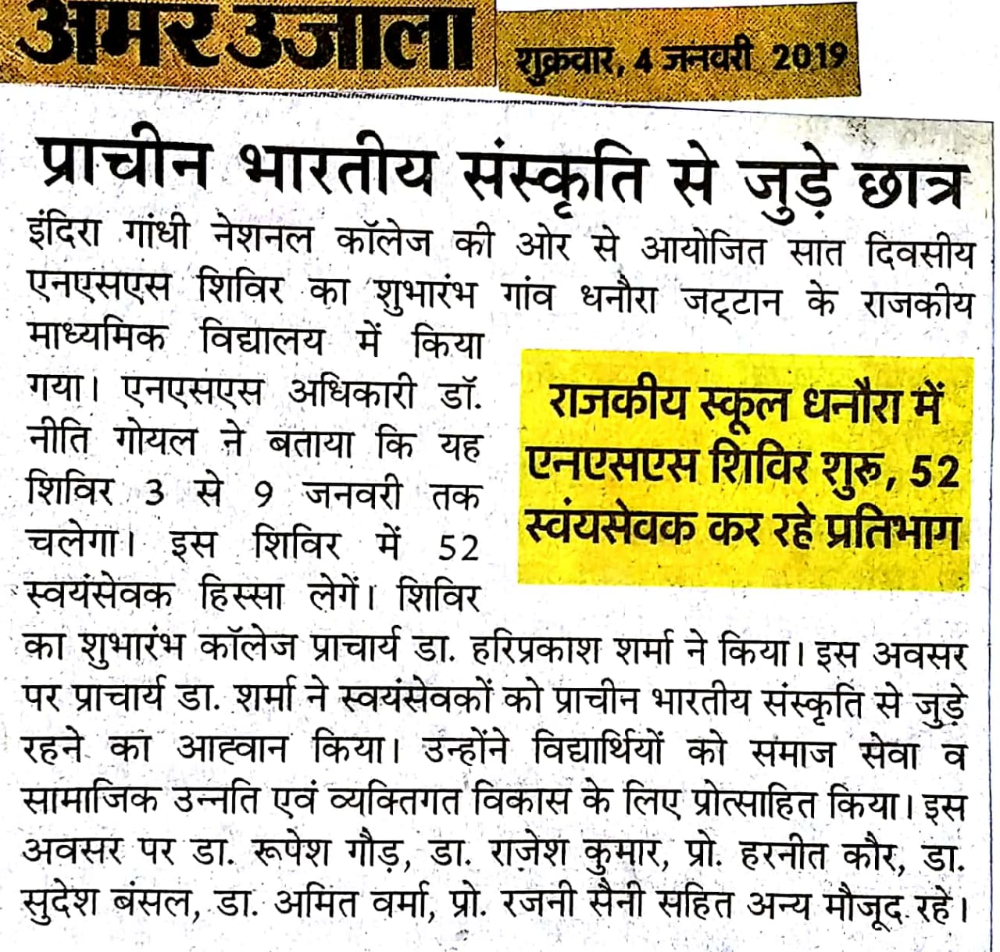 अमर उजाला
शुक्रवार, 4 जनवरी 2019
प्राचीन भारतीय संस्कृति से जुड़े छात्र
इंदिरा गांधी नेशनल कॉलेज की ओर से आयोजित सात दिवसीय
एनएसएस शिविर का शुभारंभ गांव धनौरा जट्टान के राजकीय
माध्यमिक विद्यालय में किया
गया। एनएसएस अधिकारी डॉ.
नीति गोयल ने बताया कि यह
शिविर 3 से 9 जनवरी तक
चलेगा। इस शिविर में 52
स्वयंसेवक हिस्सा लेगें। शिविर
राजकीय स्कूल धनौरा में
एनएसएस शिविर शुरू, 52
स्वंयसेवक कर रहे प्रतिभाग
का शुभारंभ कॉलेज प्राचार्य डा. हरिप्रकाश शर्मा ने किया। इस अवसर
पर प्राचार्य डा. शर्मा ने स्वयंसेवकों को प्राचीन भारतीय संस्कृति से जुड़े
रहने का आह्वान किया। उन्होंने विद्यार्थियों को समाज सेवा व
सामाजिक उन्नति एवं व्यक्तिगत विकास के लिए प्रोत्साहित किया। इस
अवसर पर डा. रूपेश गौड़, डा. राजेश कुमार, प्रो. हरनीत कौर, डा.
सुदेश बंसल, डा. अमित वर्मा, प्रो. रजनी सैनी सहित अन्य मौजूद रहे।